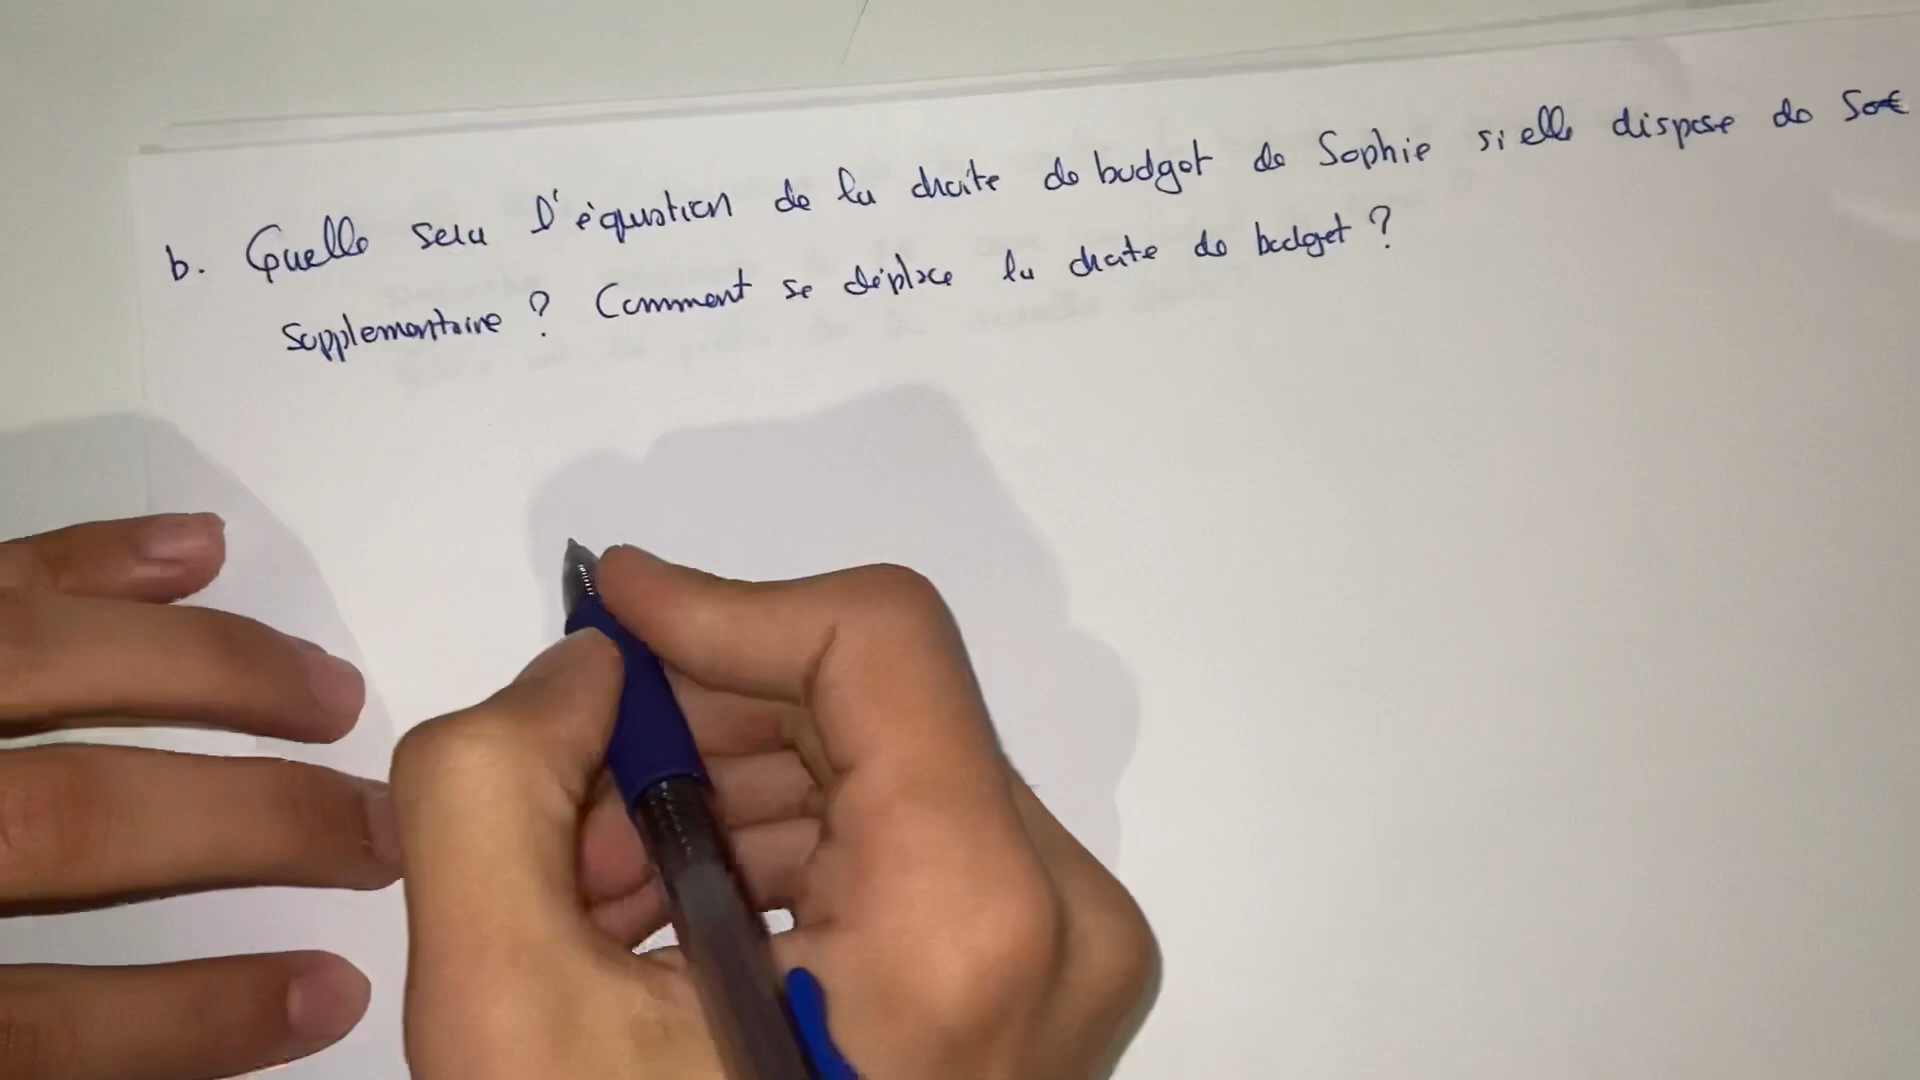 b. Quelle sera l'équation de la droite de budget de Sophie si elle dispose de 50€
supplementaire ? Comment se déplace la droite de budget ?